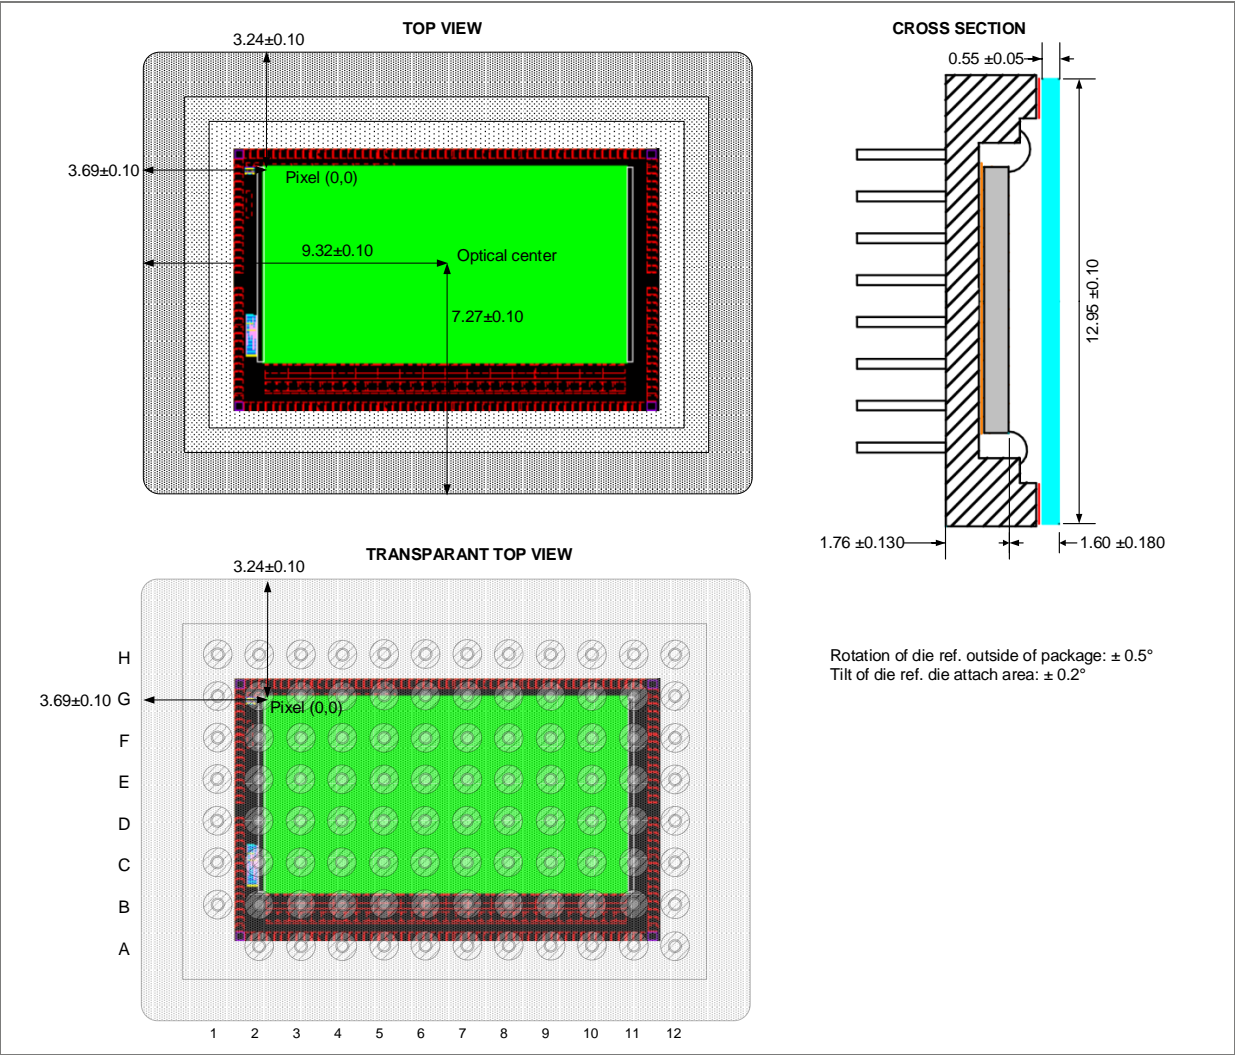 TOP VIEW
3.24±0.10
3.69±0.10
Pixel (0,0)
9.32±0.10
Optical center
7.27±0.10
CROSS SECTION
0.55 ±0.05
12.95 ±0.10
1.76 ±0.130
1.60 ±0.180
TRANSPARANT TOP VIEW
3.24±0.10
H
3.69±0.10 G
Pixel (0,0)
F
E
D
C
B
A
1 2 3 4 5 6 7 8 9 10 11 12
Rotation of die ref. outside of package: ± 0.5°
Tilt of die ref. die attach area: ± 0.2°